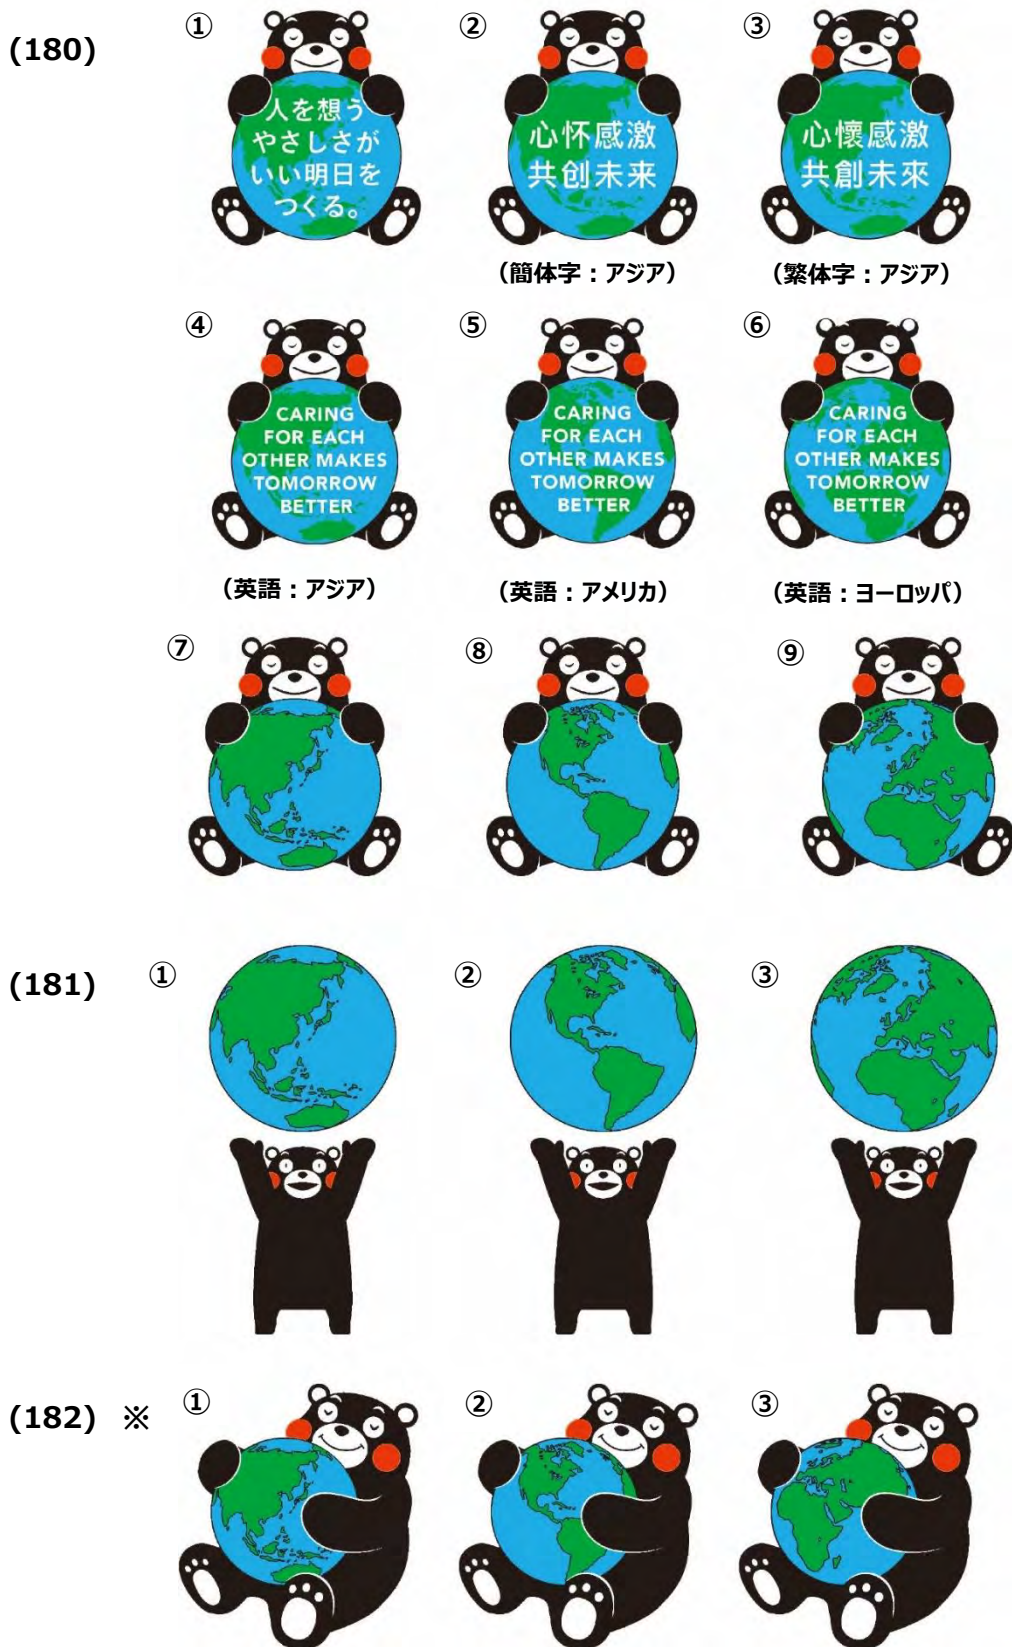 (180)
①
②
③
人を想う
やさしさが
いい明日を
つくる。
心怀感激
共创未来
心懷感激
共創未來
（簡体字：アジア）
（繁体字：アジア）
④
⑤
⑥
CARING
FOR EACH
OTHER MAKES
TOMORROW
BETTER
CARING
FOR EACH
OTHER MAKES
TOMORROW
BETTER
CARING
FOR EACH
OTHER MAKES
TOMORROW
BETTER
（英語：アジア）
（英語：アメリカ）
（英語：ヨーロッパ）
⑦
⑧
⑨
(181)
①
②
③
(182) ※
①
②
③